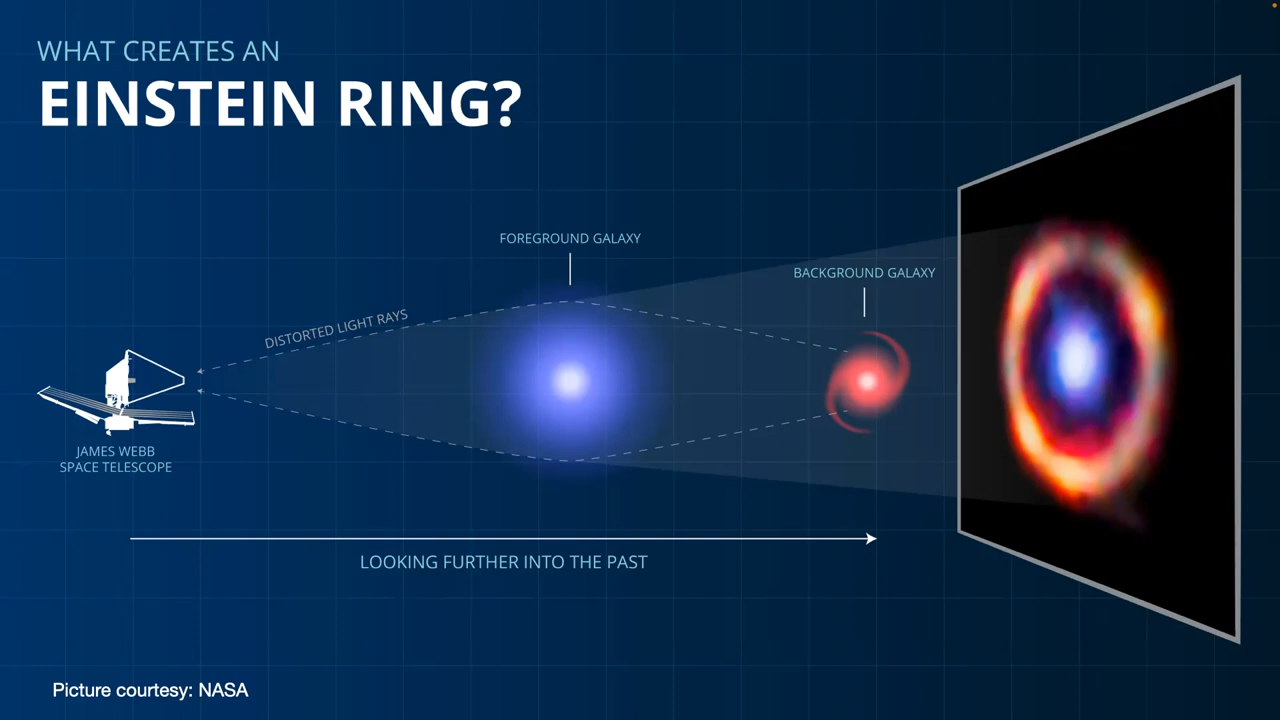 WHAT CREATES AN
EINSTEIN RING?
FOREGROUND GALAXY
BACKGROUND GALAXY
DISTORTED LIGHT RAYS
JAMES WEBB
SPACE TELESCOPE
LOOKING FURTHER INTO THE PAST
Picture courtesy: NASA